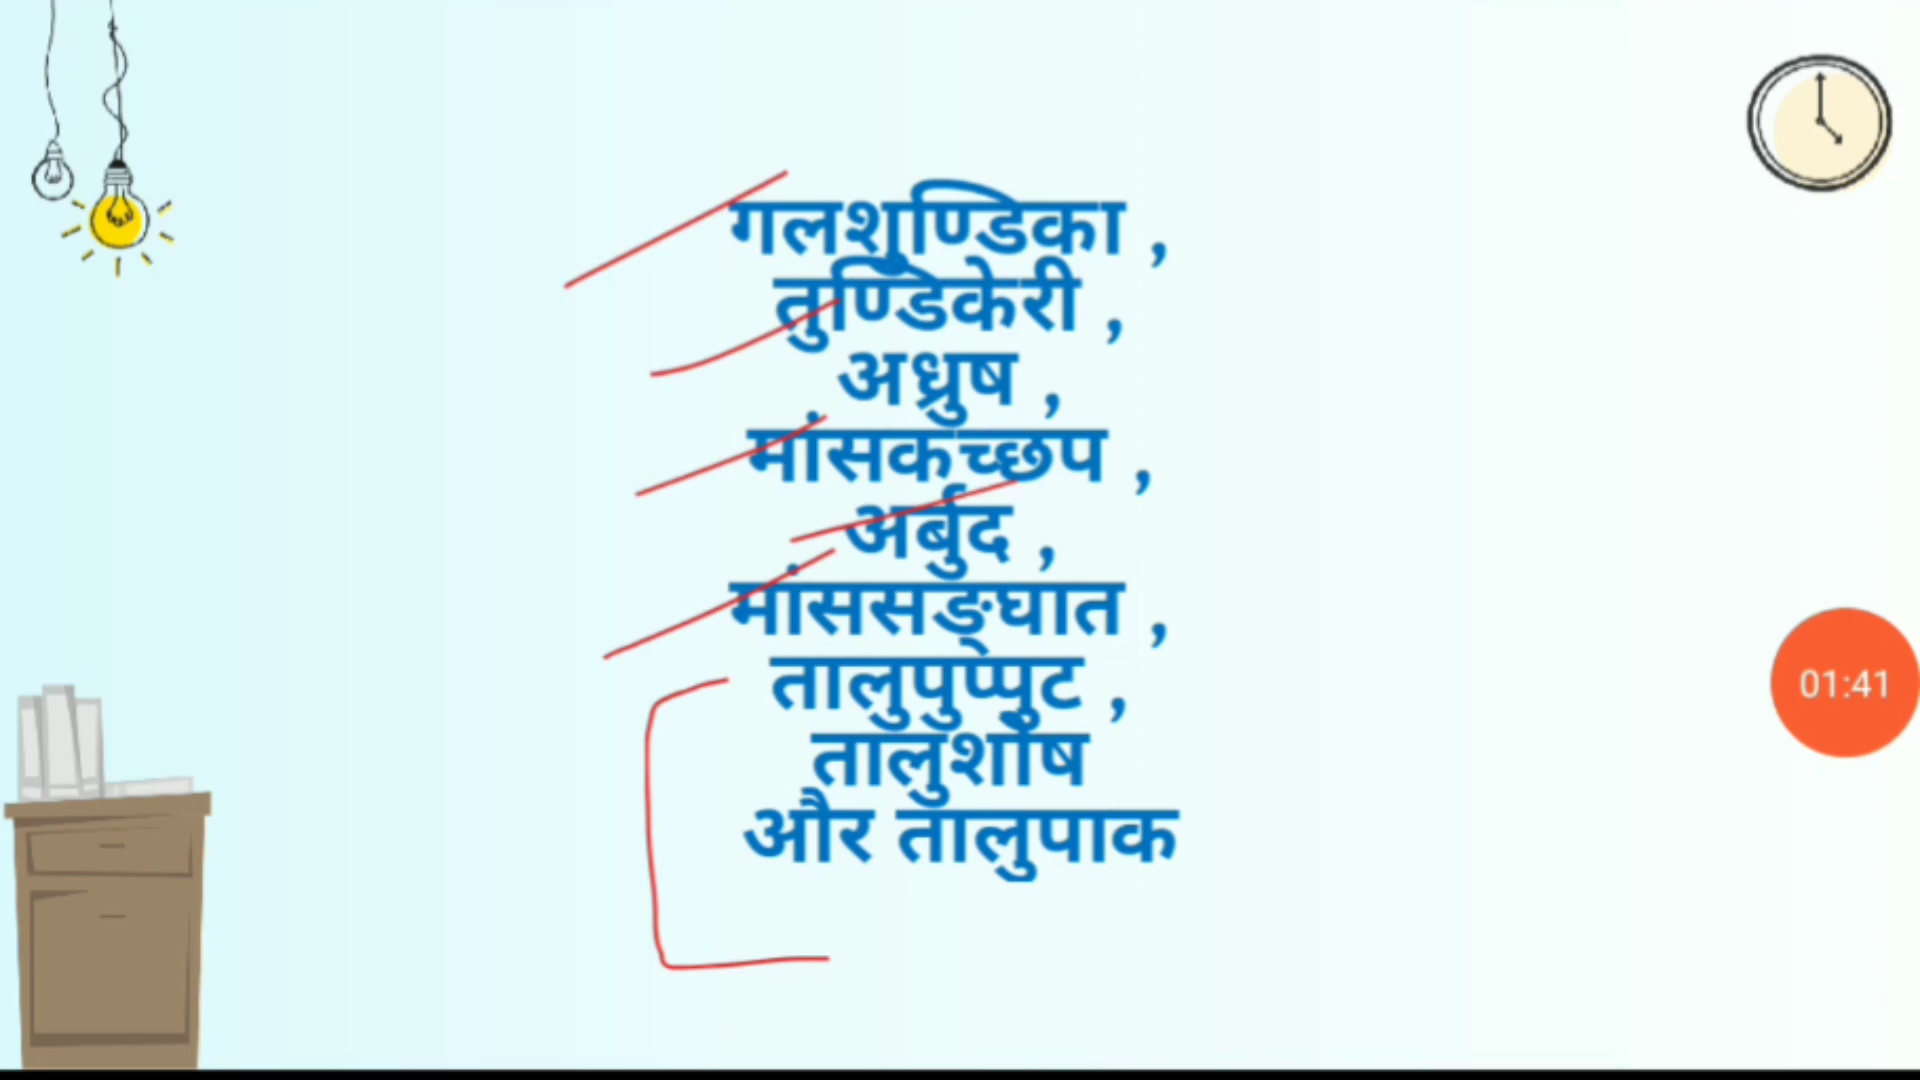 गलशुण्डिका ,
तुण्डिकेरी ,
अध्रुष ,
मांसकच्छप ,
अर्बुद ,
मांससङ्घात ,
तालुपुप्पुट ,
तालुशोष
और तालुपाक
01:41